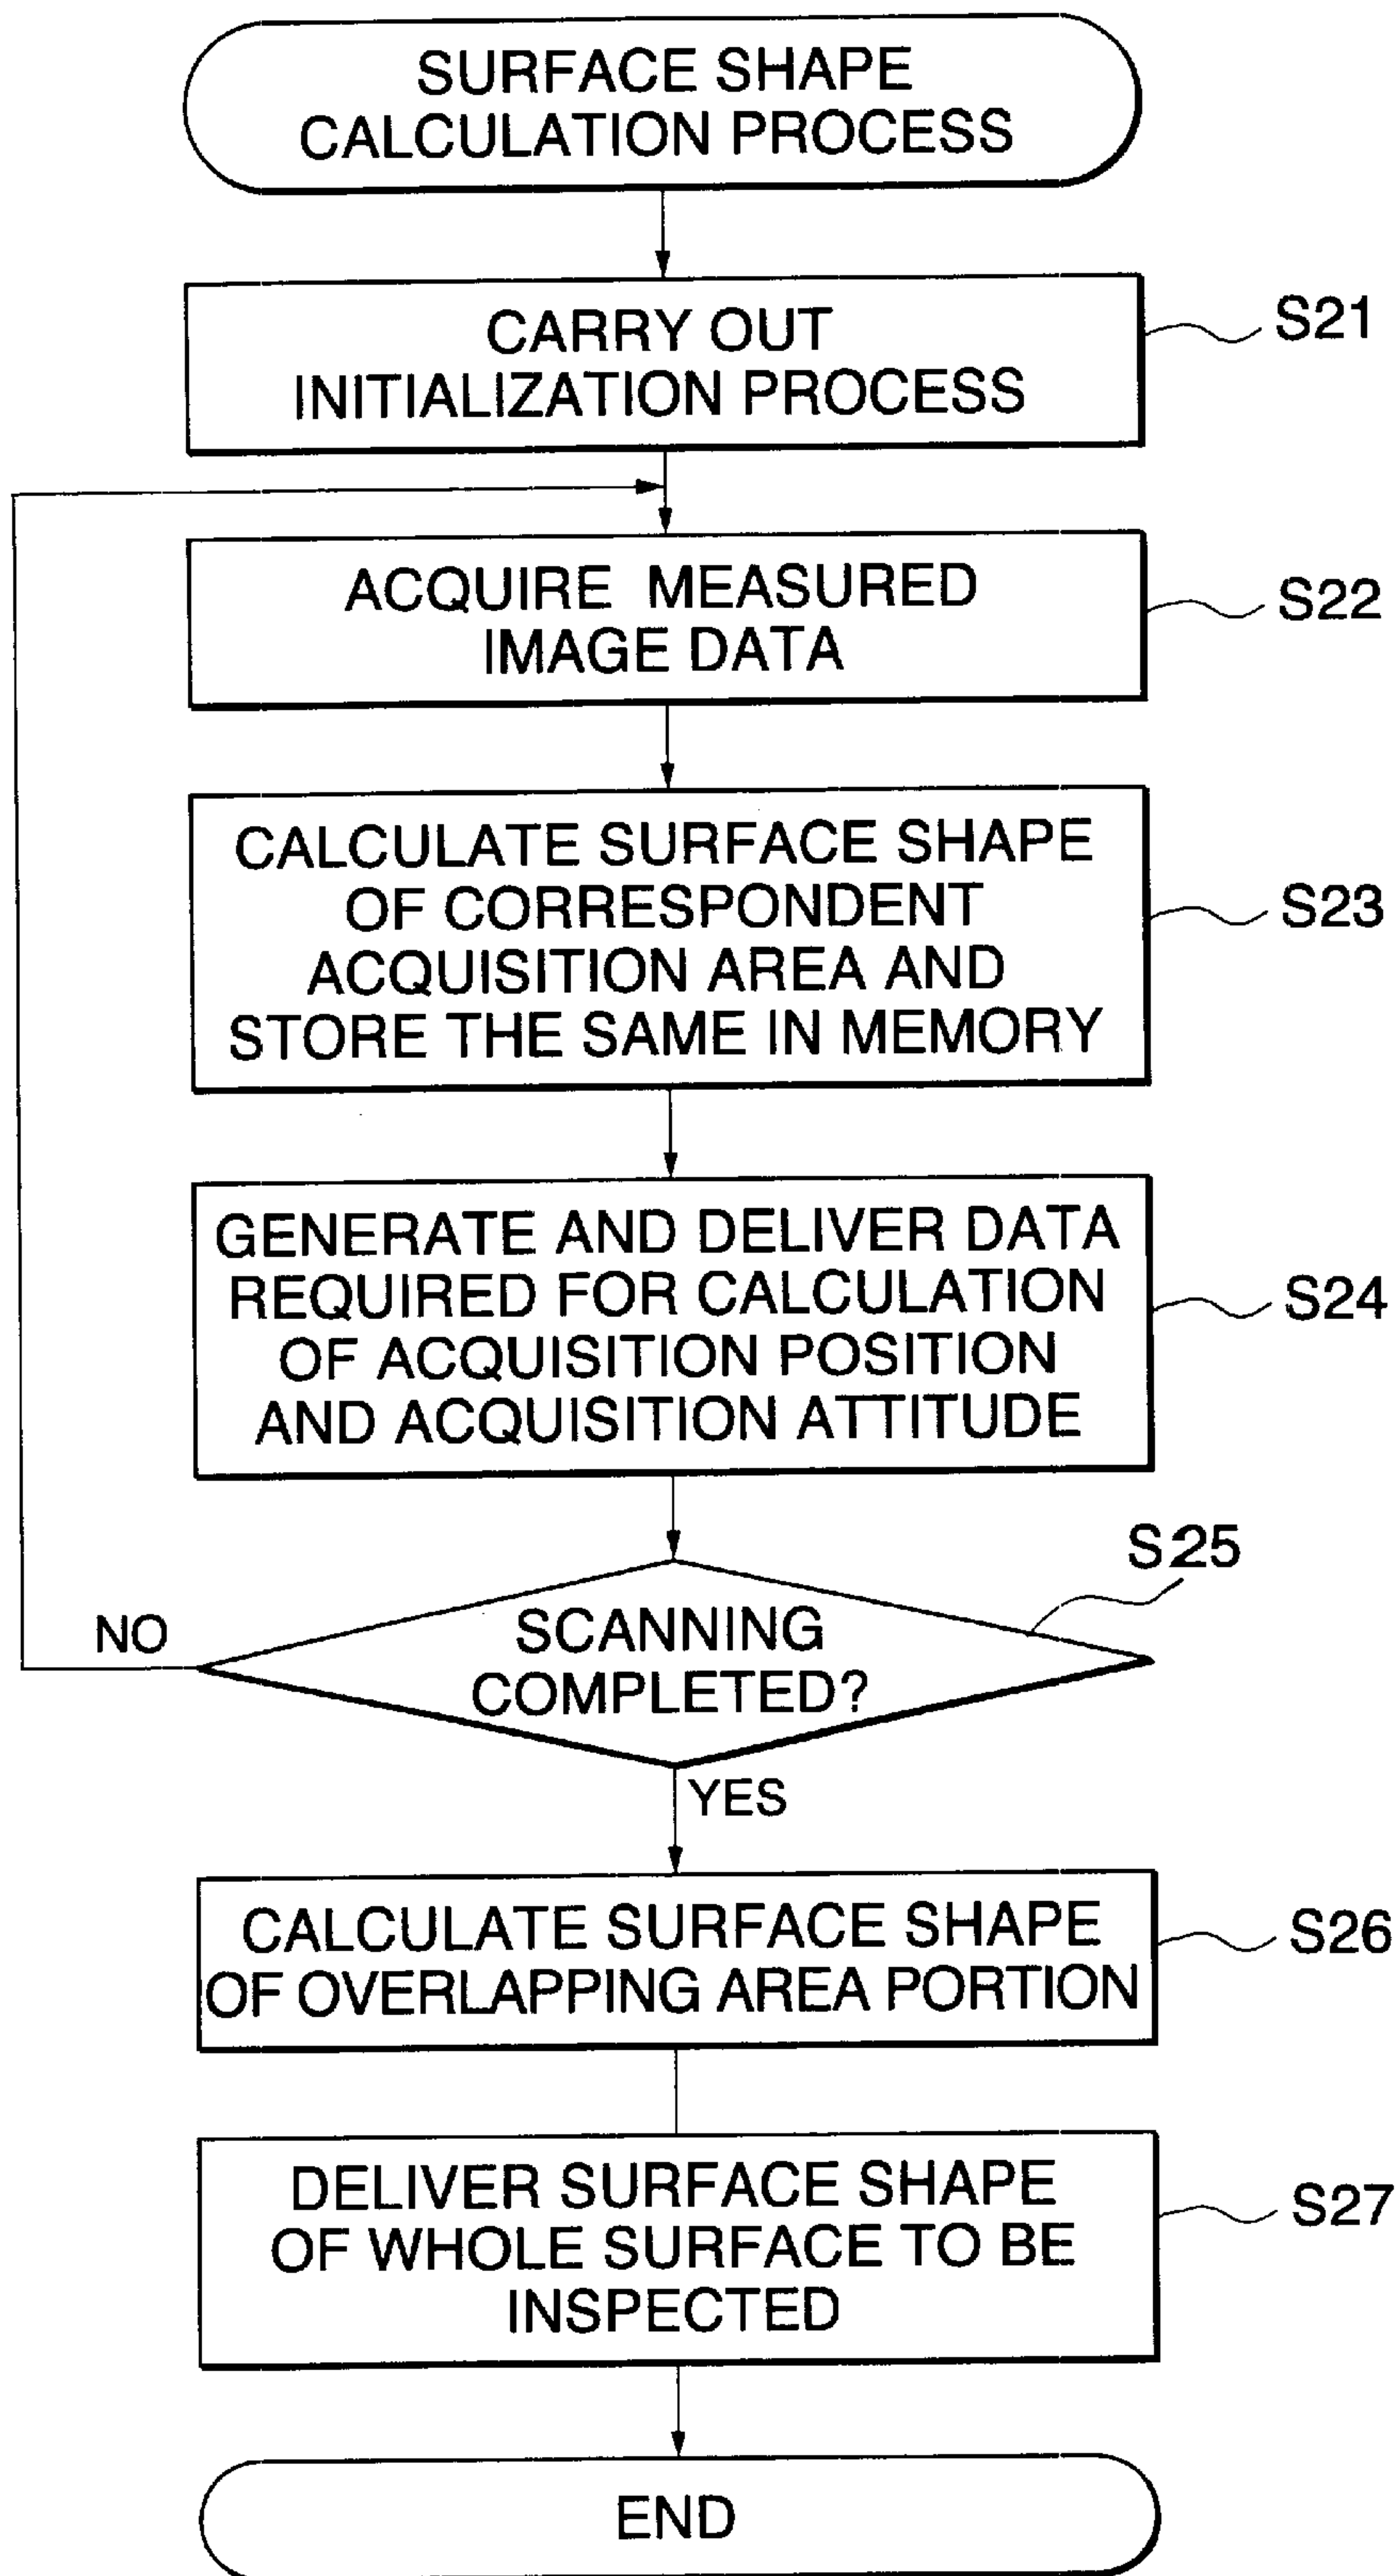 SURFACE SHAPE
CALCULATION PROCESS
CARRY OUT
INITIALIZATION PROCESS
S21
ACQUIRE MEASURED
IMAGE DATA
S22
CALCULATE SURFACE SHAPE
OF CORRESPONDENT
ACQUISITION AREA AND
STORE THE SAME IN MEMORY
S23
GENERATE AND DELIVER DATA
REQUIRED FOR CALCULATION
OF ACQUISITION POSITION
AND ACQUISITION ATTITUDE
S24
S25
NO
SCANNING
COMPLETED?
YES
CALCULATE SURFACE SHAPE
OF OVERLAPPING AREA PORTION
S26
DELIVER SURFACE SHAPE
OF WHOLE SURFACE TO BE
INSPECTED
S27
END